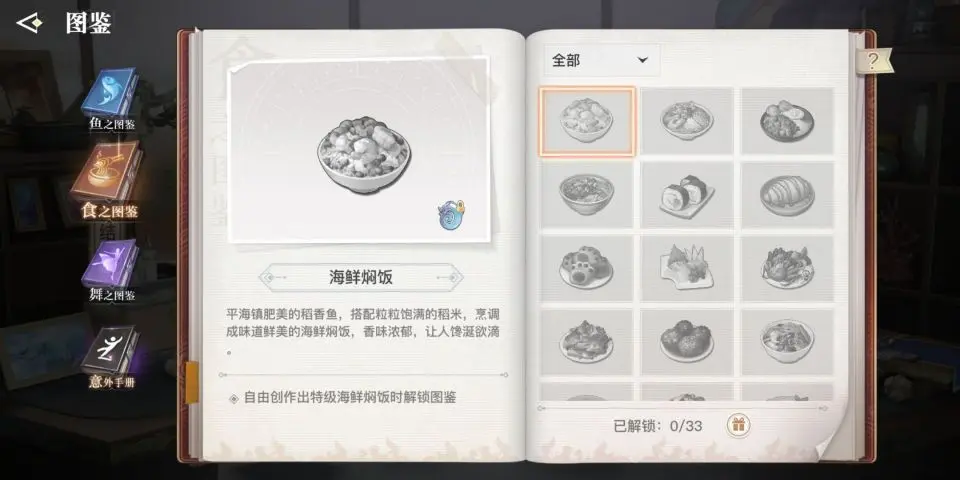 图鉴
鱼之图鉴
食之图鉴
舞之图鉴
意外手册
海鲜焖饭
平海镇肥美的稻香鱼，搭配粒粒饱满的稻米，烹调
成味道鲜美的海鲜焖饭，香味浓郁，让人馋涎欲滴
。
自由创作出特级海鲜焖饭时解锁图鉴
全部
?
已解锁：0/33